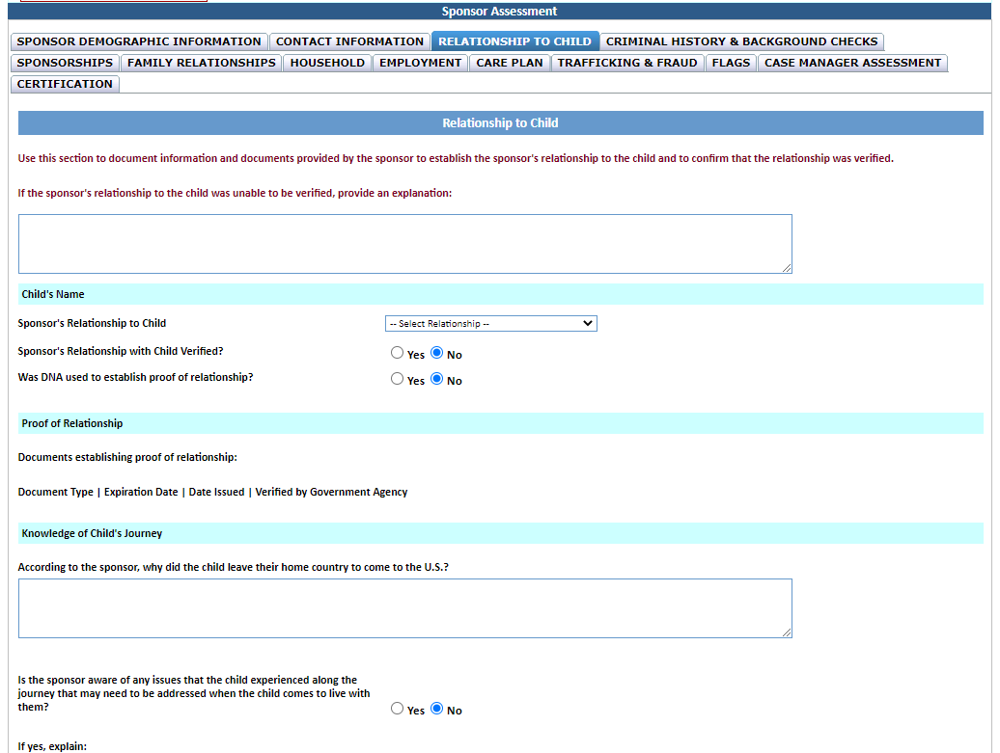 Sponsor Assessment
SPONSOR DEMOGRAPHIC INFORMATION CONTACT INFORMATION RELATIONSHIP TO CHILD CRIMINAL HISTORY & BACKGROUND CHECKS
SPONSORSHIPS FAMILY RELATIONSHIPS HOUSEHOLD EMPLOYMENT CARE PLAN TRAFFICKING & FRAUD FLAGS CASE MANAGER ASSESSMENT
CERTIFICATION
Relationship to Child
Use this section to document information and documents provided by the sponsor to establish the sponsor's relationship to the child and to confirm that the relationship was verified.
If the sponsor's relationship to the child was unable to be verified, provide an explanation:
Child's Name
Sponsor's Relationship to Child -- Select Relationship --
Sponsor's Relationship with Child Verified? Yes No
Was DNA used to establish proof of relationship? Yes No
Proof of Relationship
Documents establishing proof of relationship:
Document Type | Expiration Date | Date Issued | Verified by Government Agency
Knowledge of Child's Journey
According to the sponsor, why did the child leave their home country to come to the U.S.?
Is the sponsor aware of any issues that the child experienced along the
journey that may need to be addressed when the child comes to live with
them? Yes No
If yes, explain: